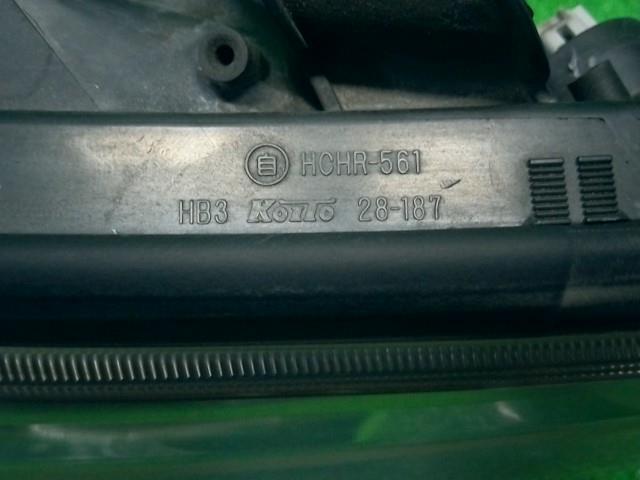 自 HCHR-561
HB3 KOITO 28-187